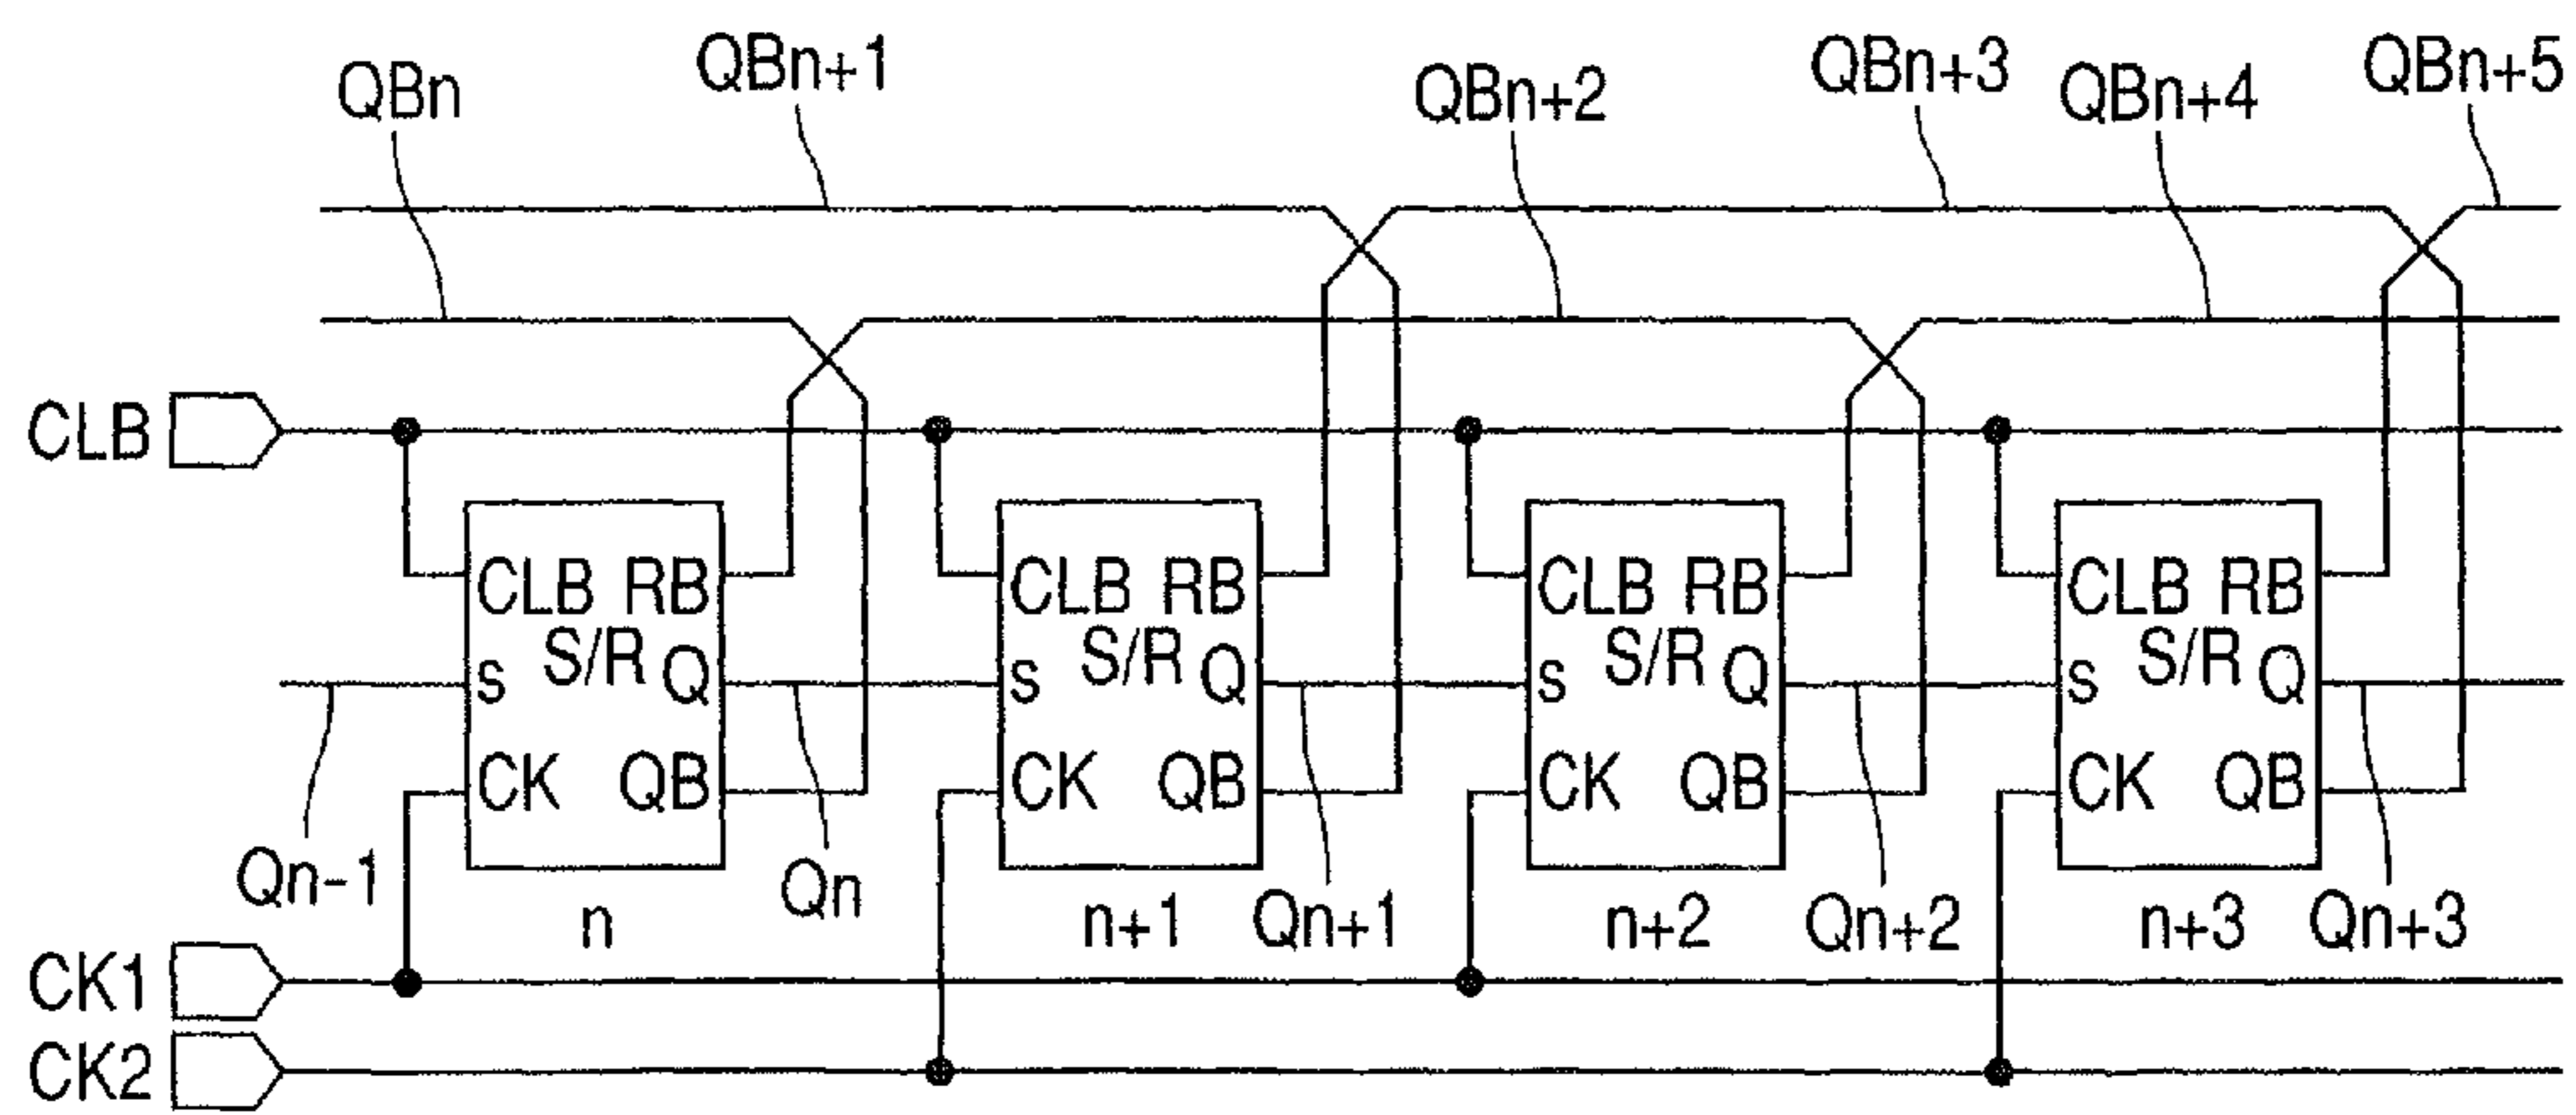 QBn QBn+1 QBn+2 QBn+3 QBn+4 QBn+5
CLB
CLB RB CLB RB CLB RB CLB RB
S/R S/R S/R S/R
s Q s Q s Q s Q
CK QB CK QB CK QB CK QB
Qn-1 Qn Qn+1 Qn+2 Qn+3
n n+1 n+2 n+3
CK1
CK2